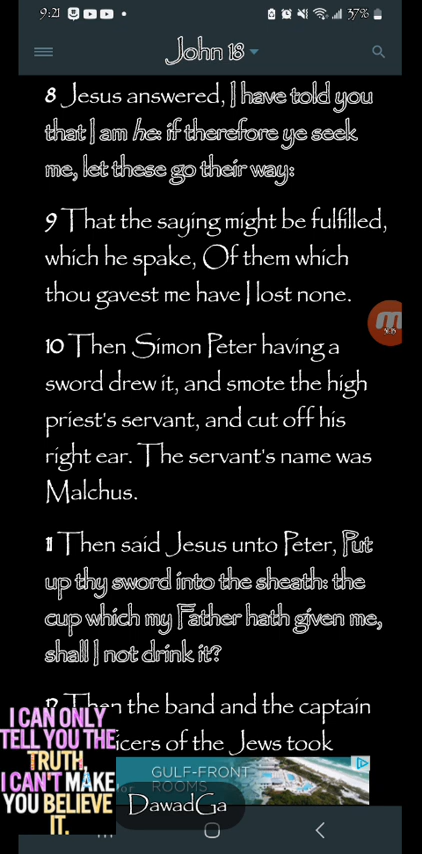 9:21
37%
John 18
8 Jesus answered, I have told you
that I am he: if therefore ye seek
me, let these go their way:
9 That the saying might be fulfilled,
which he spake, Of them which
thou gavest me have I lost none.
10 Then Simon Peter having a
sword drew it, and smote the high
priest's servant, and cut off his
right ear. The servant's name was
Malchus.
11 Then said Jesus unto Peter, Put
up thy sword into the sheath: the
cup which my Father hath given me,
shall I not drink it?
12 Then the band and the captain
icers of the Jews took
I CAN ONLY
TELL YOU THE
TRUTH,
I CAN'T MAKE
YOU BELIEVE
IT.
GULF-FRONT
ROOMS
DawadGa